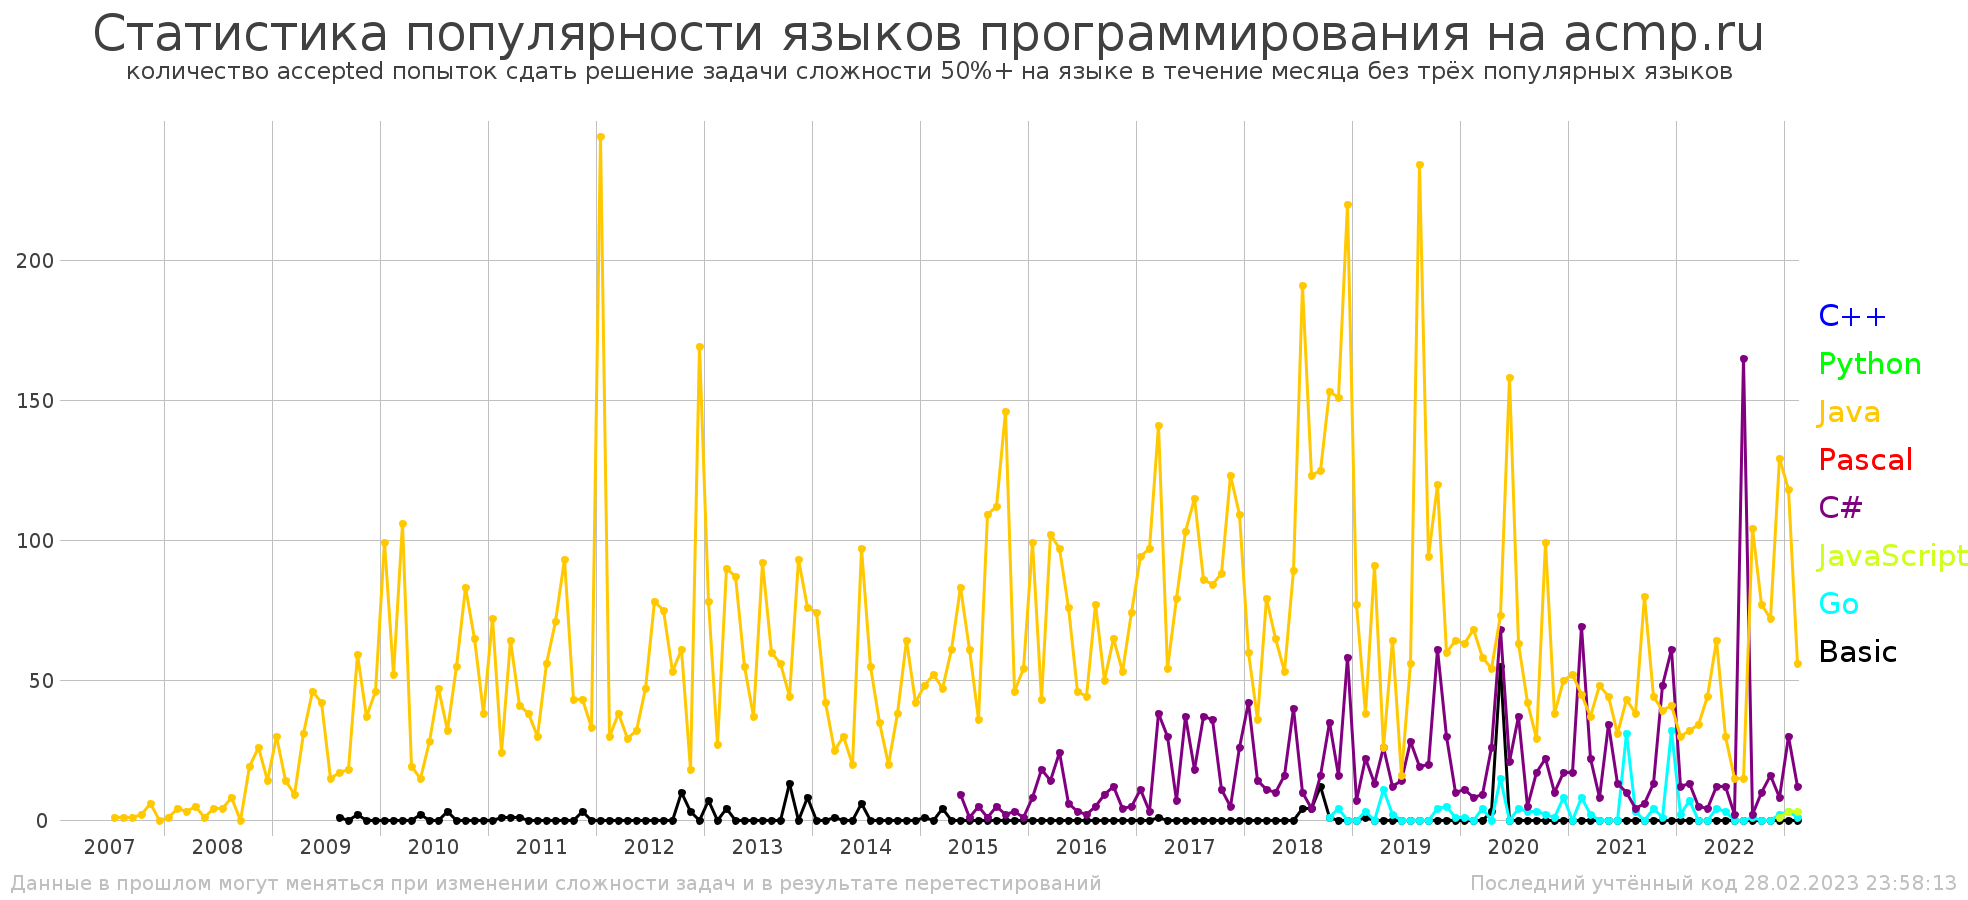 Статистика популярности языков программирования на acmp.ru
количество accepted попыток сдать решение задачи сложности 50%+ на языке в течение месяца без трёх популярных языков
200
150
100
50
0
C++
Python
Java
Pascal
C#
JavaScript
Go
Basic
2007 2008 2009 2010 2011 2012 2013 2014 2015 2016 2017 2018 2019 2020 2021 2022
Данные в прошлом могут меняться при изменении сложности задач и в результате перетестирований
Последний учтённый код 28.02.2023 23:58:13